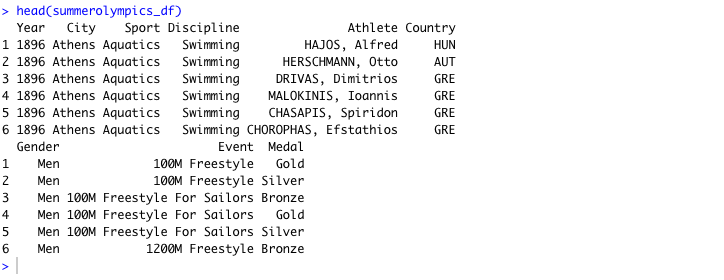 > head(summerolympics_df)
  Year   City    Sport Discipline               Athlete Country
1 1896 Athens Aquatics   Swimming         HAJOS, Alfred     HUN
2 1896 Athens Aquatics   Swimming      HERSCHMANN, Otto     AUT
3 1896 Athens Aquatics   Swimming     DRIVAS, Dimitrios     GRE
4 1896 Athens Aquatics   Swimming    MALOKINIS, Ioannis     GRE
5 1896 Athens Aquatics   Swimming    CHASAPIS, Spiridon     GRE
6 1896 Athens Aquatics   Swimming CHOROPHAS, Efstathios     GRE
  Gender                      Event  Medal
1    Men             100M Freestyle   Gold
2    Men             100M Freestyle Silver
3    Men 100M Freestyle For Sailors Bronze
4    Men 100M Freestyle For Sailors   Gold
5    Men 100M Freestyle For Sailors Silver
6    Men            1200M Freestyle Bronze
>